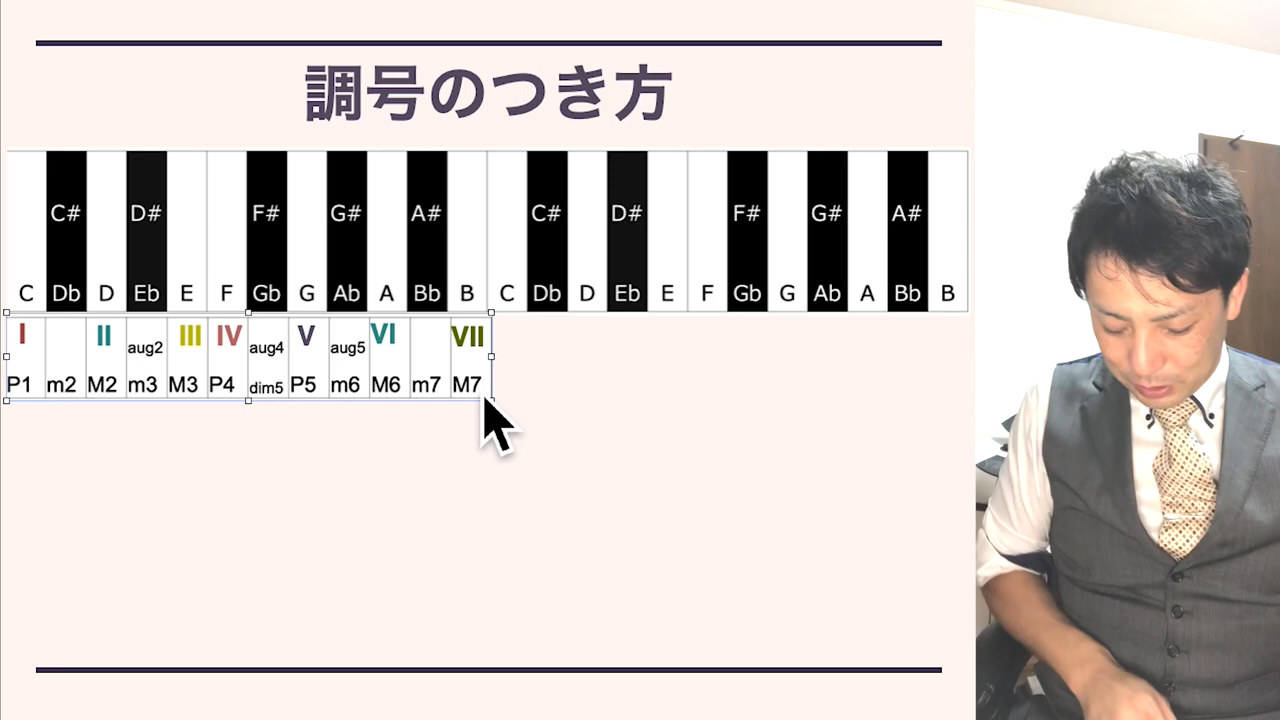 調号のつき方
C# D# F# G# A# C# D# F# G# A#
C Db D Eb E F Gb G Ab A Bb B C Db D Eb E F Gb G Ab A Bb B
I II III IV V VI VII
aug2 aug4 aug5
P1 m2 M2 m3 M3 P4 dim5 P5 m6 M6 m7 M7